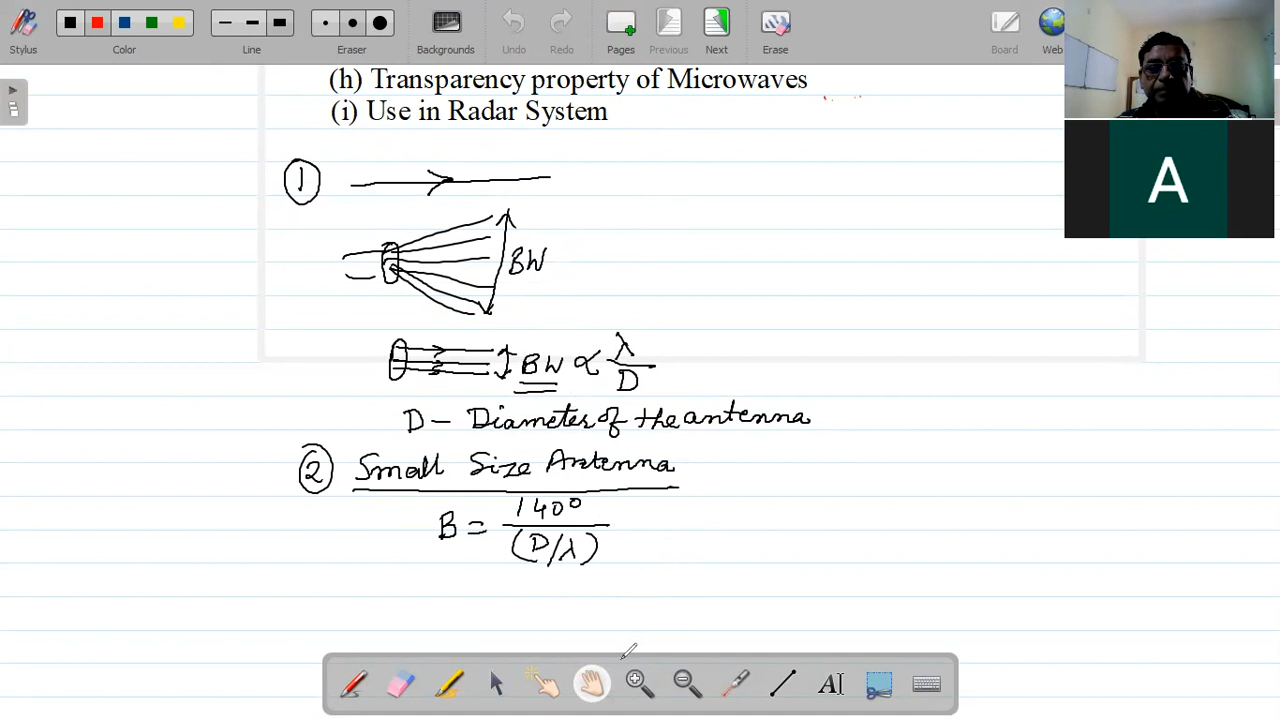 Stylus
Color
Line
Eraser
Backgrounds
Undo
Redo
Pages
Previous
Next
Erase
Board
Web
(h) Transparency property of Microwaves
(i) Use in Radar System
A
1
BW
BW ∝ λ/D
D – Diameter of the antenna
2 Small Size Antenna
B = 140°/(D/λ)
AI